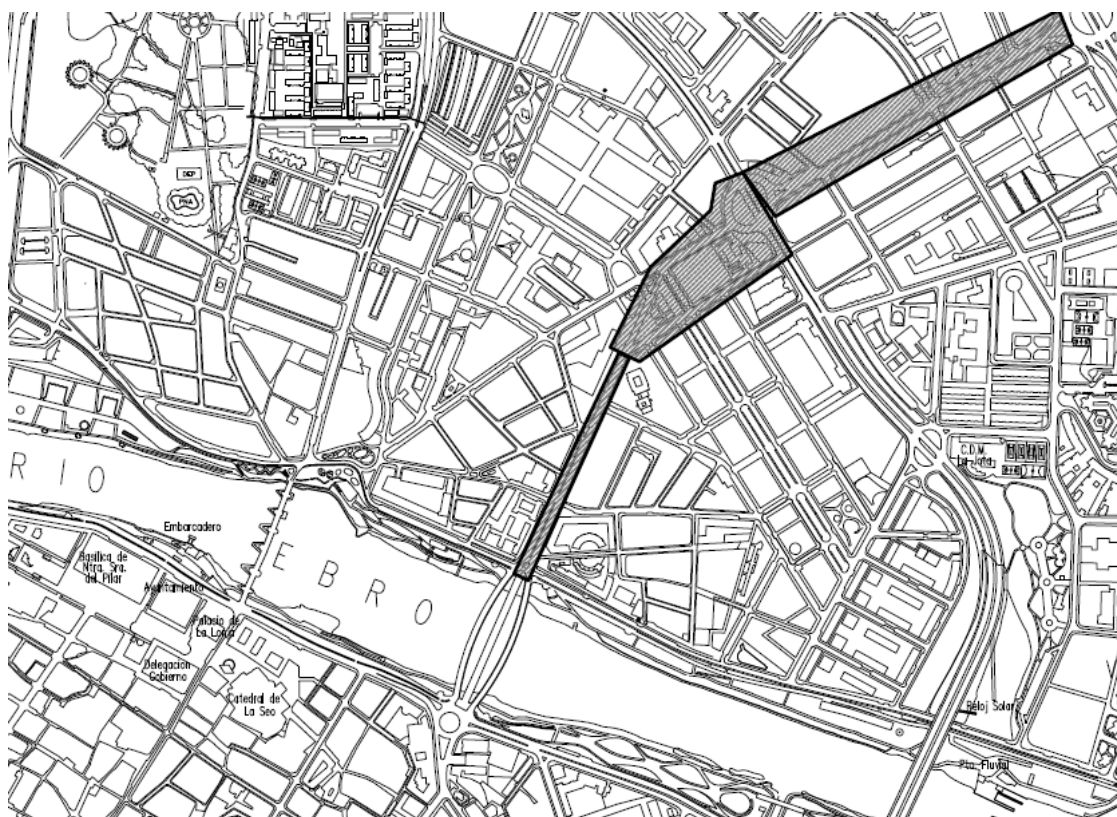 DEP
RIO
EBRO
C.D.M.
La Jota
Embarcadero
Basílica de
Ntra. Sra.
del Pilar
Ayuntamiento
Palacio de
La Lonja
Delegación
Gobierno
Catedral de
La Seo
Reloj Solar
Pto. Fluvial